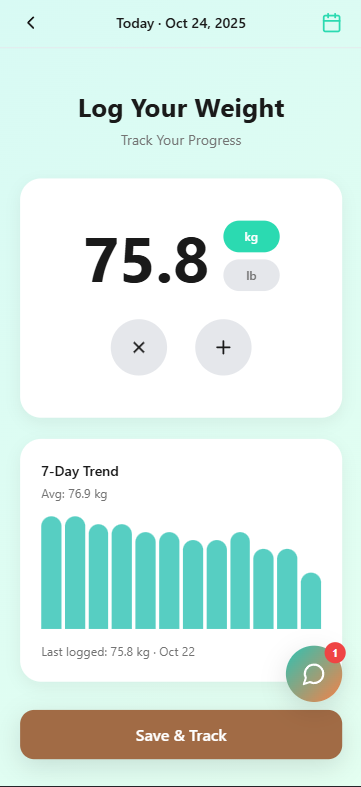 Today · Oct 24, 2025
Log Your Weight
Track Your Progress
75.8
kg
lb
7-Day Trend
Avg: 76.9 kg
Last logged: 75.8 kg · Oct 22
1
Save & Track